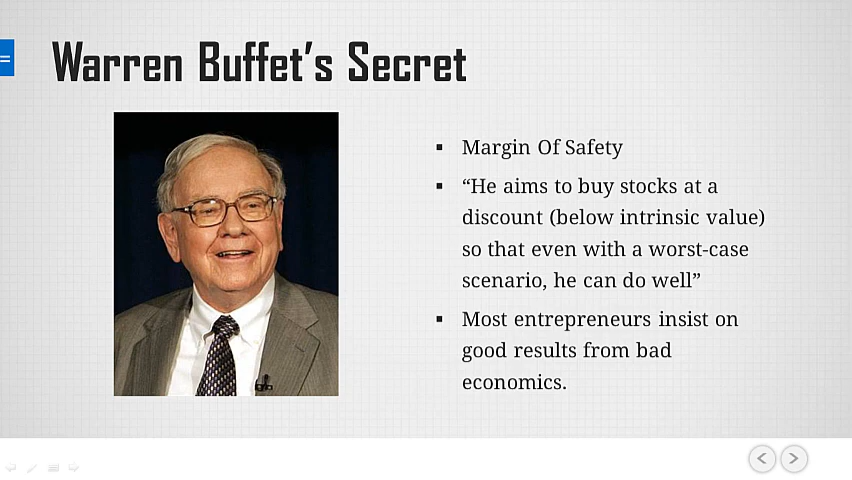 Warren Buffet’s Secret
Margin Of Safety
“He aims to buy stocks at a
discount (below intrinsic value)
so that even with a worst-case
scenario, he can do well”
Most entrepreneurs insist on
good results from bad
economics.